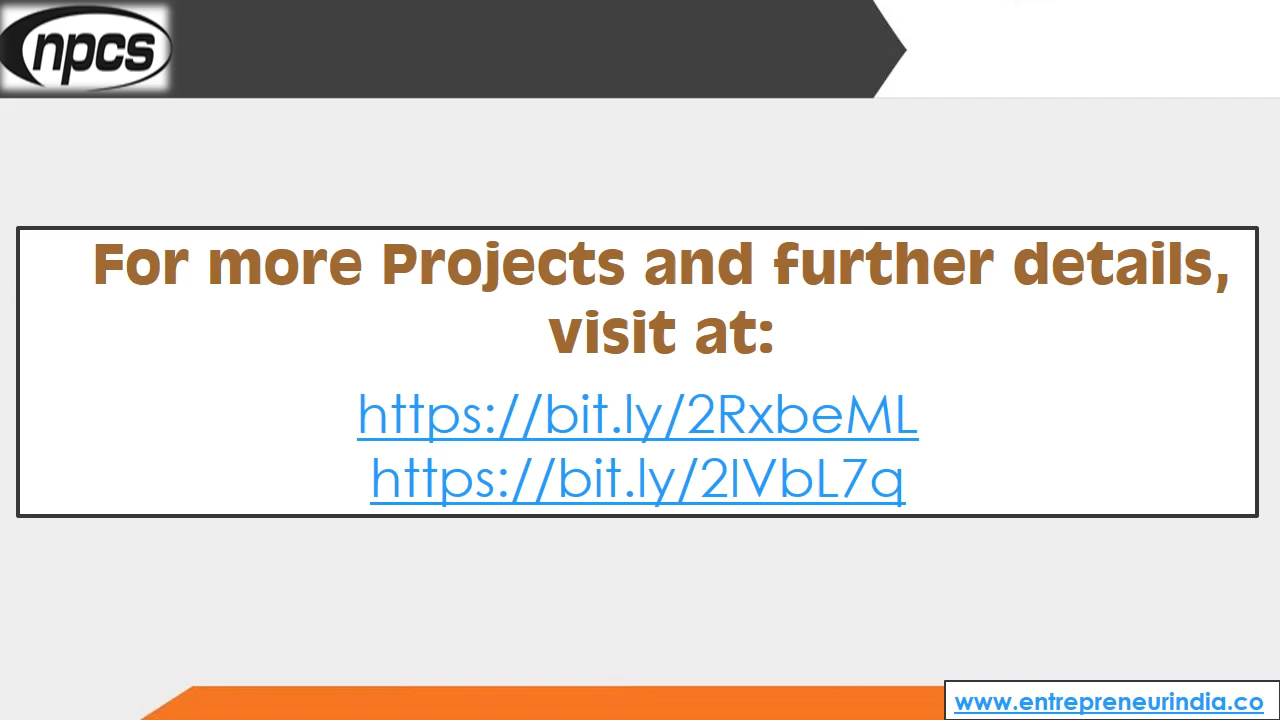 npcs
For more Projects and further details,
visit at:
https://bit.ly/2RxbeML
https://bit.ly/2IVbL7q
www.entrepreneurindia.co